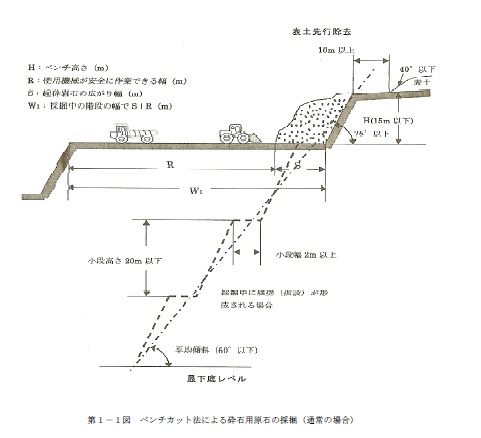 表土先行除去
10m 以上
H：ベンチ高さ（m）
R：使用機械が安全に作業できる幅（m）
S：起砕岩石の広がり幅（m）
W₁：採掘中の階段の幅でS＋R（m）
40° 以下
表土
H(15m 以下)
75° 以下
R
S
W₁
小段高さ 20m 以下
小段幅 2m 以上
残壁中に
が形
成される場合
平均傾斜（60° 以下）
最下底レベル
第１－１図　ベンチカット法による砕石用原石の採掘（通常の場合）